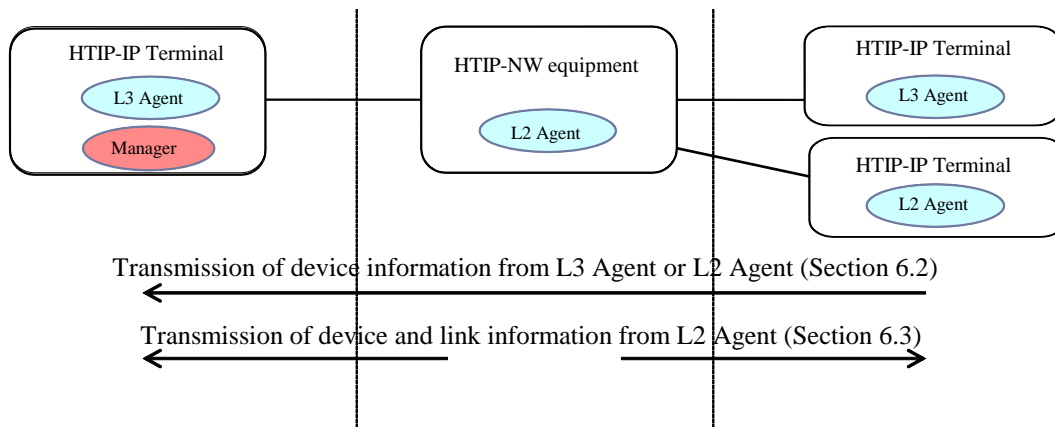 HTIP-IP Terminal
L3 Agent
Manager
HTIP-NW equipment
L2 Agent
HTIP-IP Terminal
L3 Agent
HTIP-IP Terminal
L2 Agent
Transmission of device information from L3 Agent or L2 Agent (Section 6.2)
Transmission of device and link information from L2 Agent (Section 6.3)